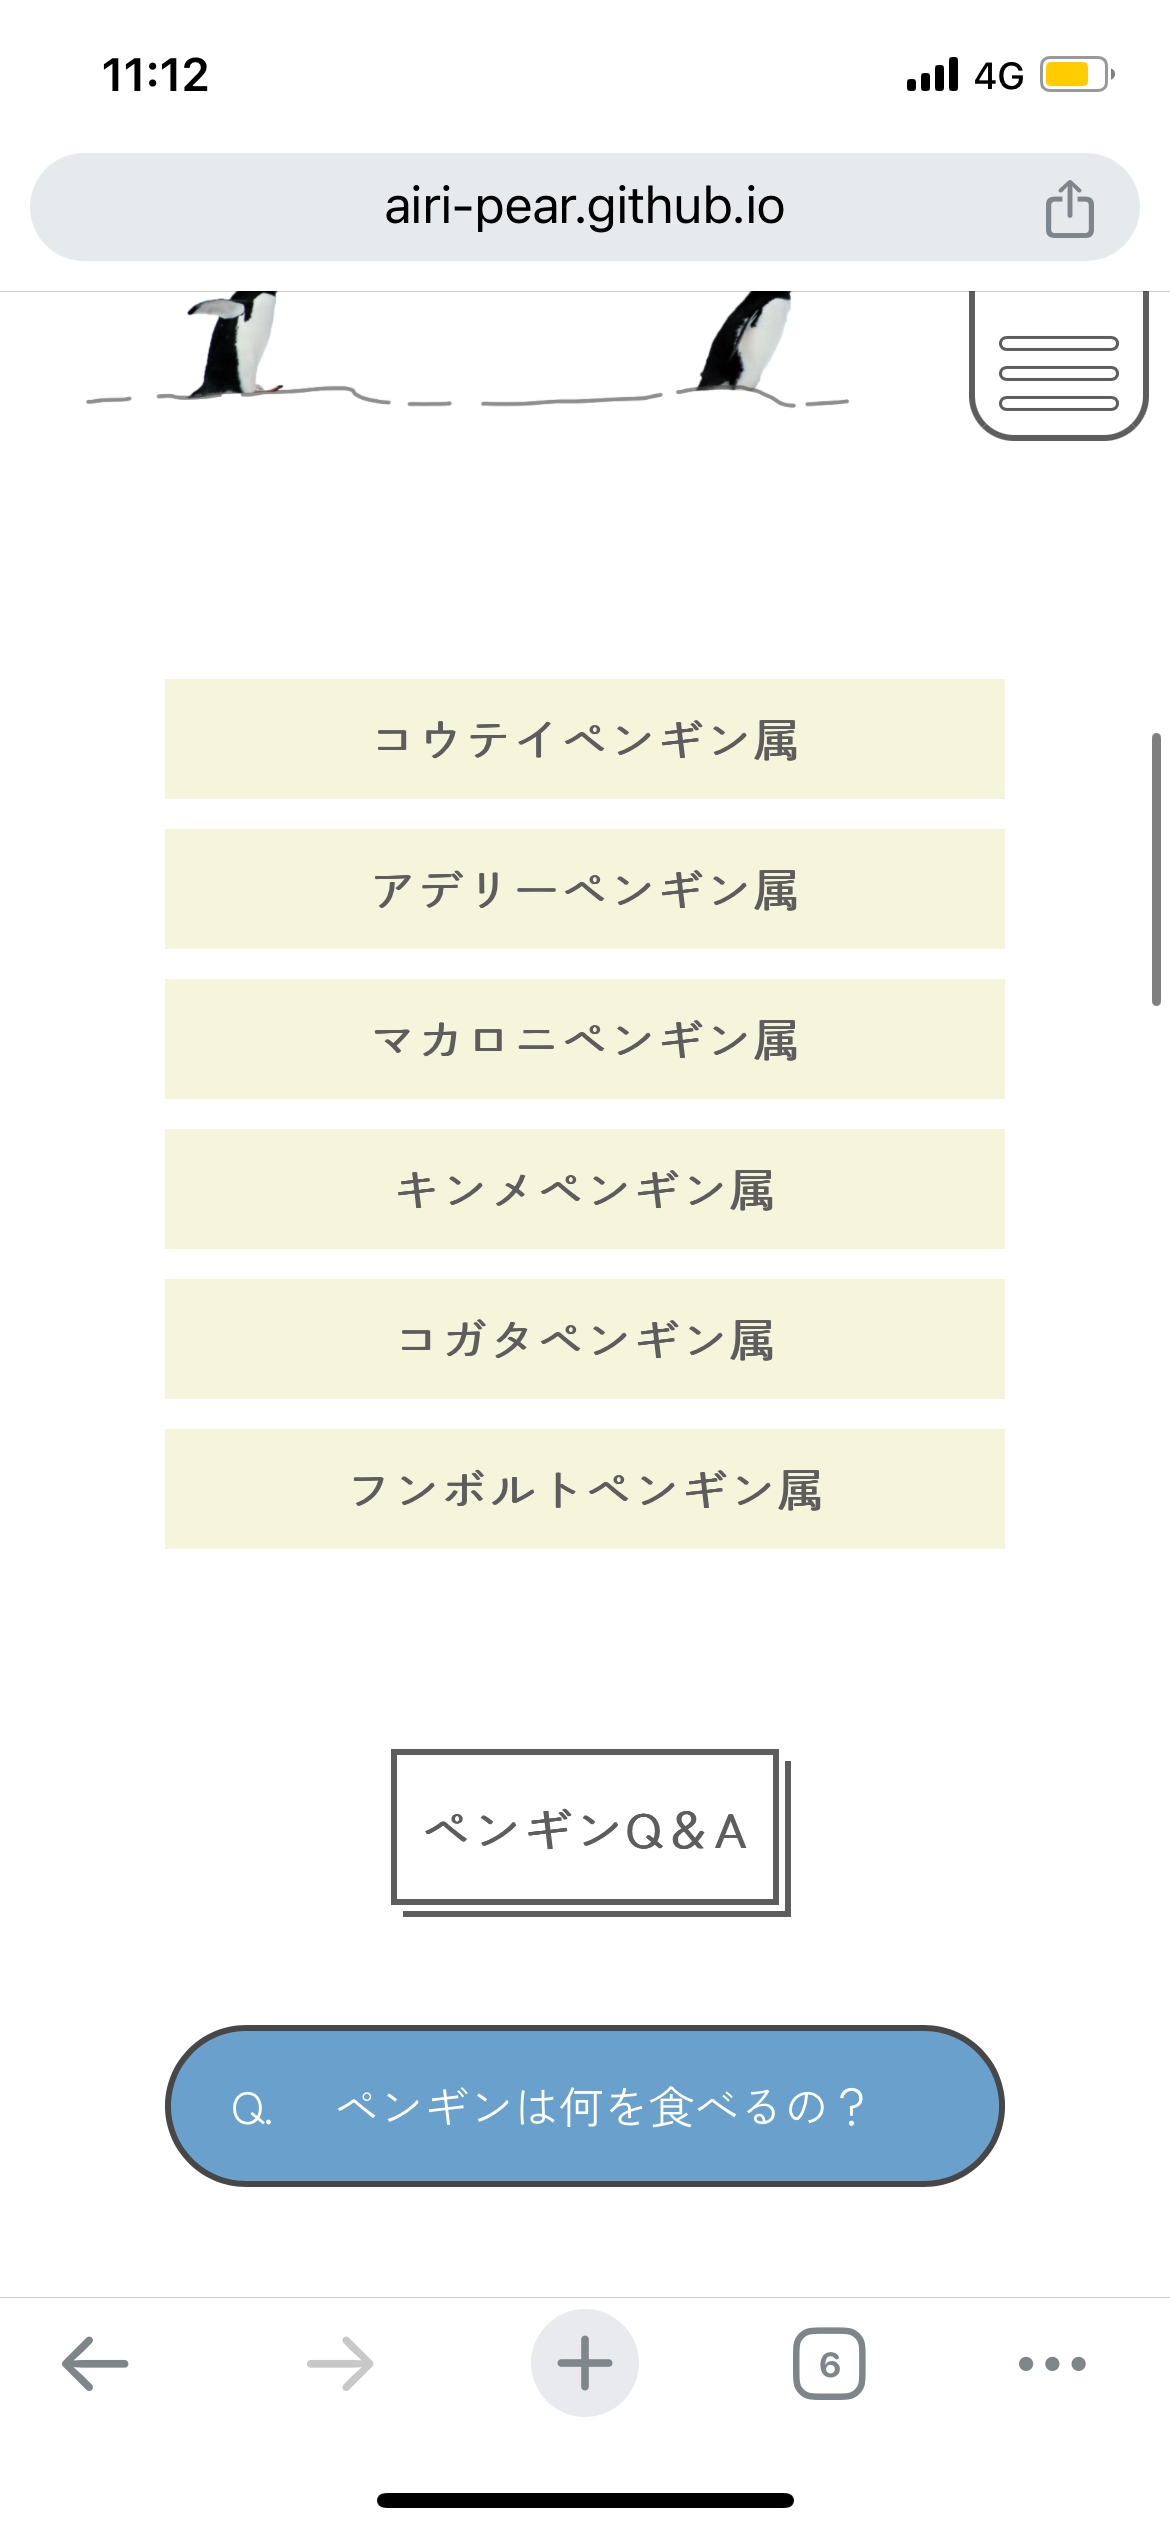 11:12
4G
airi-pear.github.io
コウテイペンギン属
アデリーペンギン属
マカロニペンギン属
キンメペンギン属
コガタペンギン属
フンボルトペンギン属
ペンギンQ&A
Q. ペンギンは何を食べるの？
6